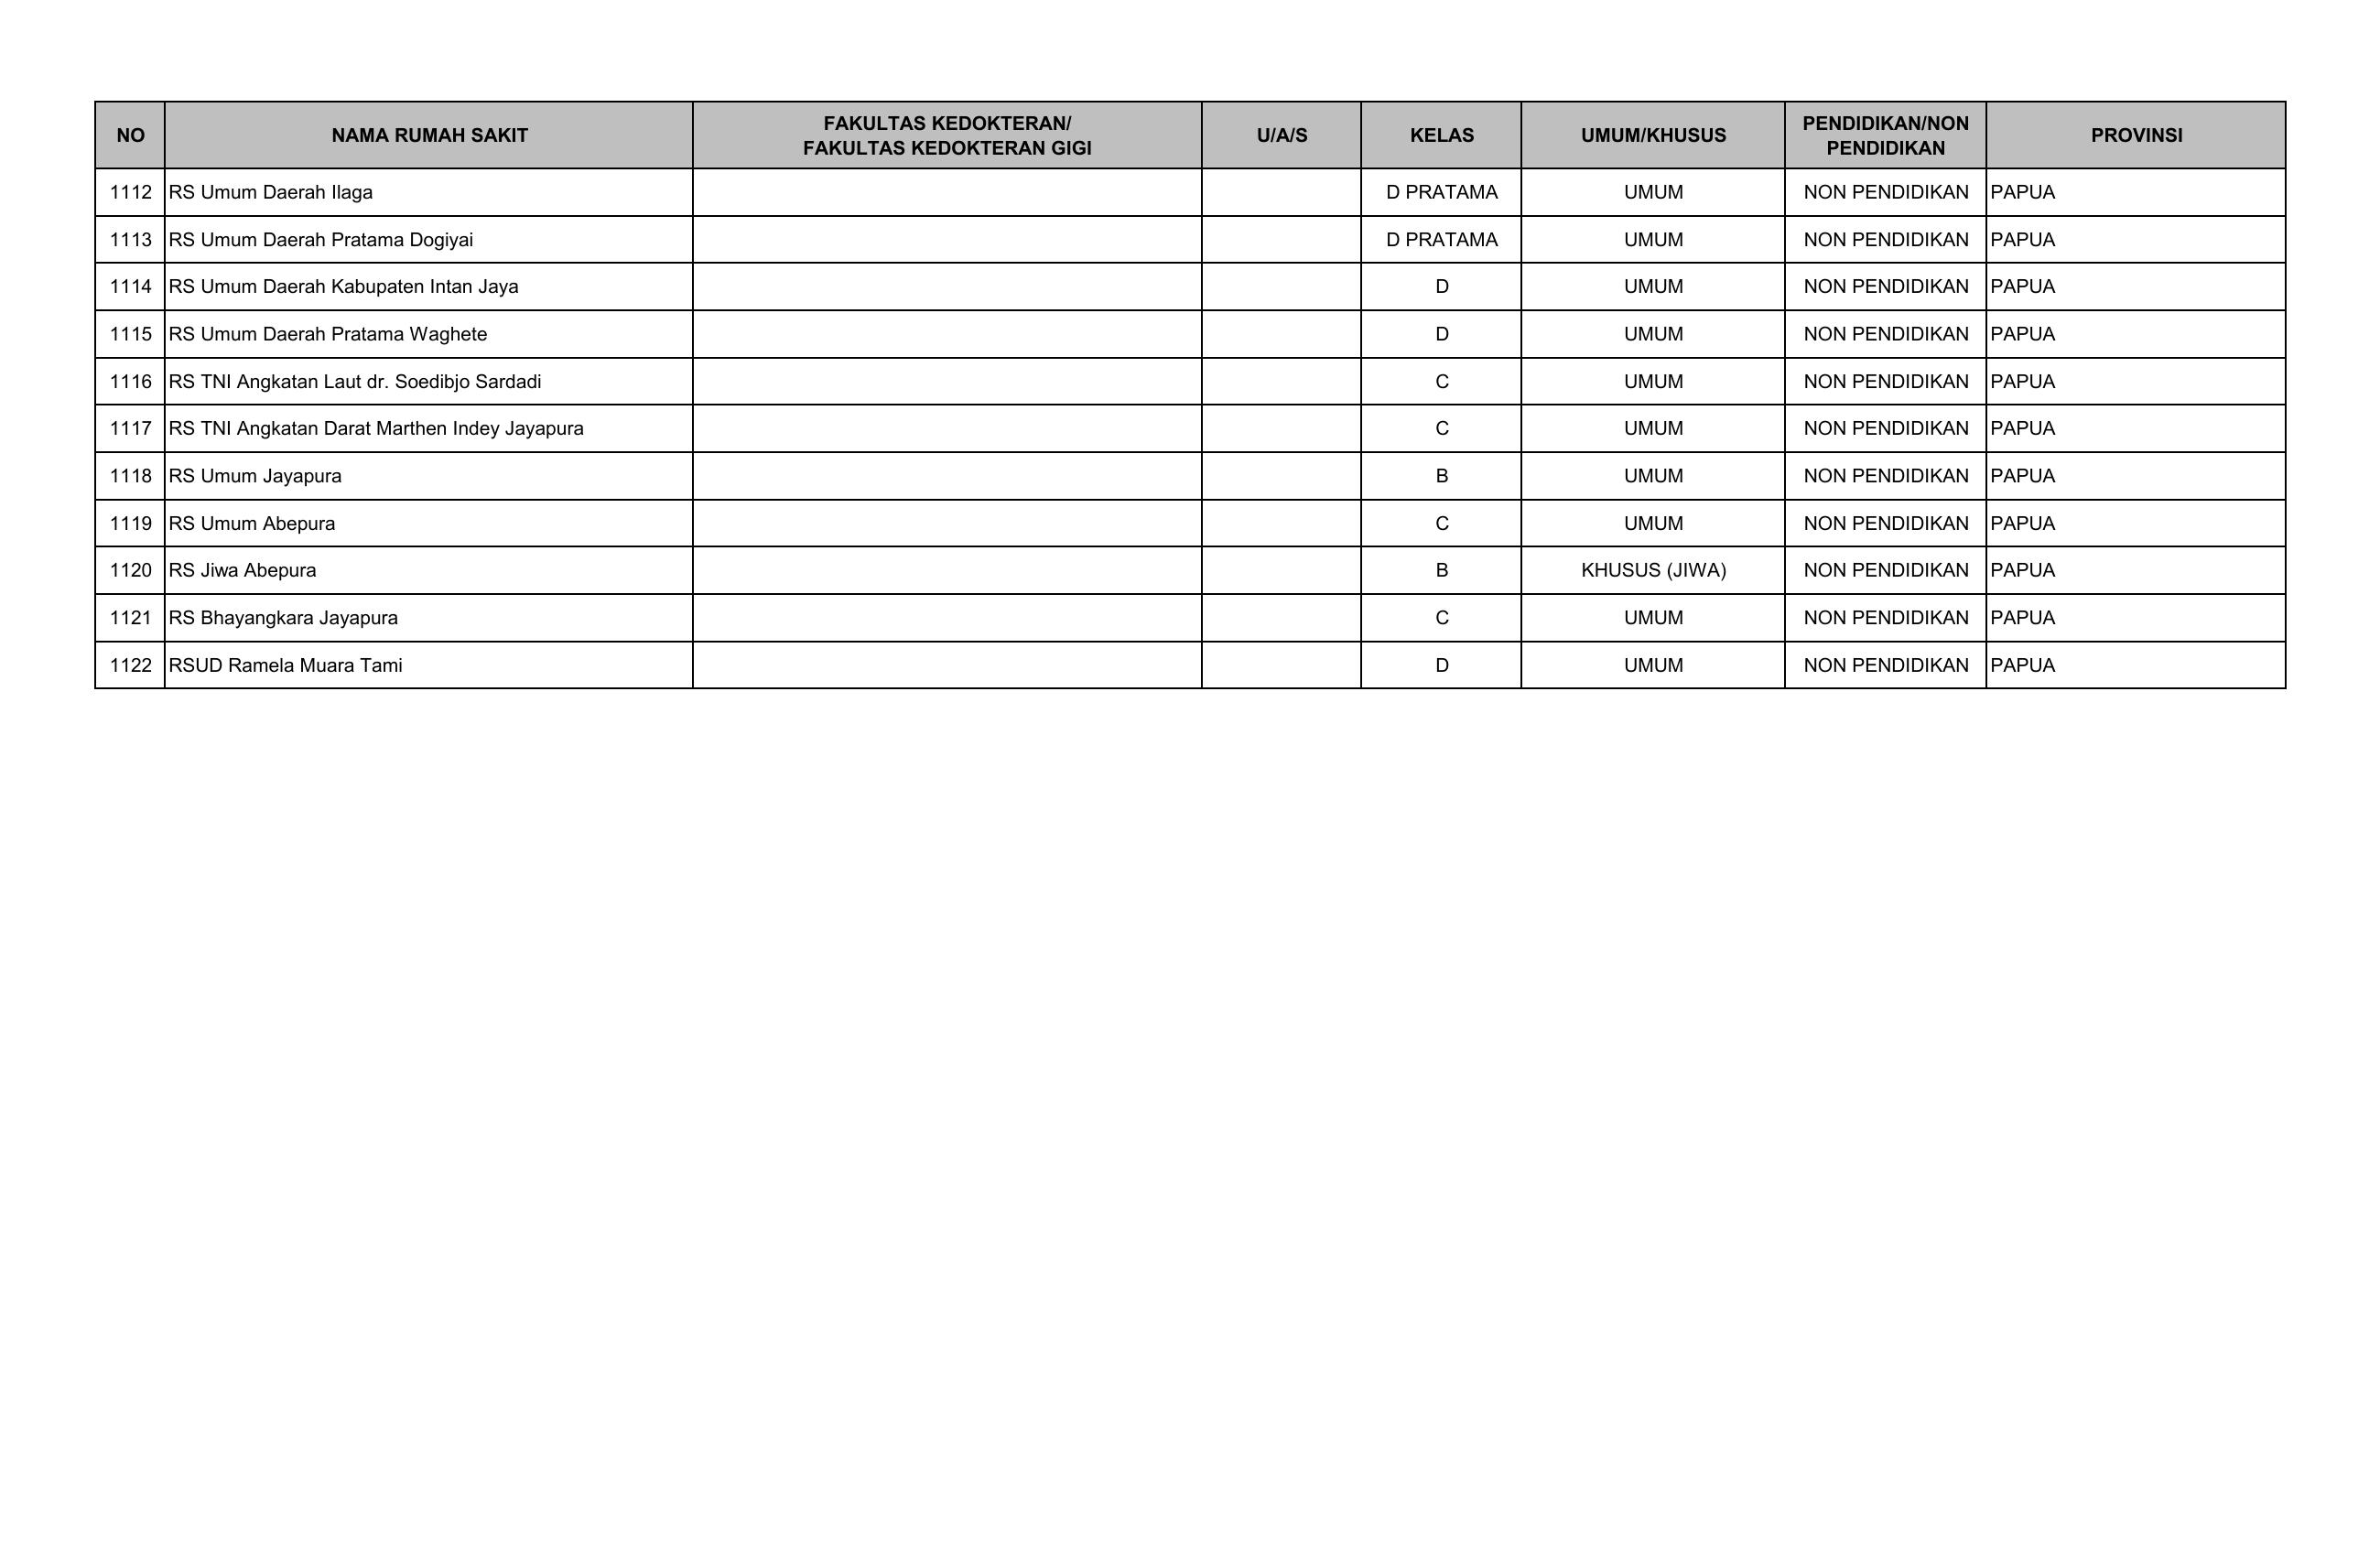 NO NAMA RUMAH SAKIT FAKULTAS KEDOKTERAN/ FAKULTAS KEDOKTERAN GIGI U/A/S KELAS UMUM/KHUSUS PENDIDIKAN/NON PENDIDIKAN PROVINSI
1112 RS Umum Daerah Ilaga D PRATAMA UMUM NON PENDIDIKAN PAPUA
1113 RS Umum Daerah Pratama Dogiyai D PRATAMA UMUM NON PENDIDIKAN PAPUA
1114 RS Umum Daerah Kabupaten Intan Jaya D UMUM NON PENDIDIKAN PAPUA
1115 RS Umum Daerah Pratama Waghete D UMUM NON PENDIDIKAN PAPUA
1116 RS TNI Angkatan Laut dr. Soedibjo Sardadi C UMUM NON PENDIDIKAN PAPUA
1117 RS TNI Angkatan Darat Marthen Indey Jayapura C UMUM NON PENDIDIKAN PAPUA
1118 RS Umum Jayapura B UMUM NON PENDIDIKAN PAPUA
1119 RS Umum Abepura C UMUM NON PENDIDIKAN PAPUA
1120 RS Jiwa Abepura B KHUSUS (JIWA) NON PENDIDIKAN PAPUA
1121 RS Bhayangkara Jayapura C UMUM NON PENDIDIKAN PAPUA
1122 RSUD Ramela Muara Tami D UMUM NON PENDIDIKAN PAPUA